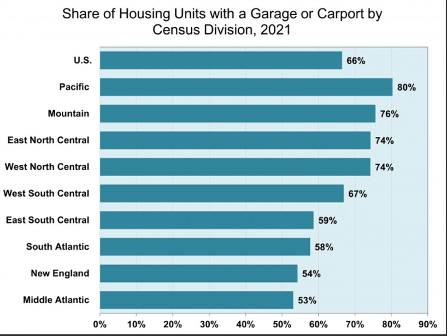 Share of Housing Units with a Garage or Carport by
Census Division, 2021
U.S. 66%
Pacific 80%
Mountain 76%
East North Central 74%
West North Central 74%
West South Central 67%
East South Central 59%
South Atlantic 58%
New England 54%
Middle Atlantic 53%
0% 10% 20% 30% 40% 50% 60% 70% 80% 90%